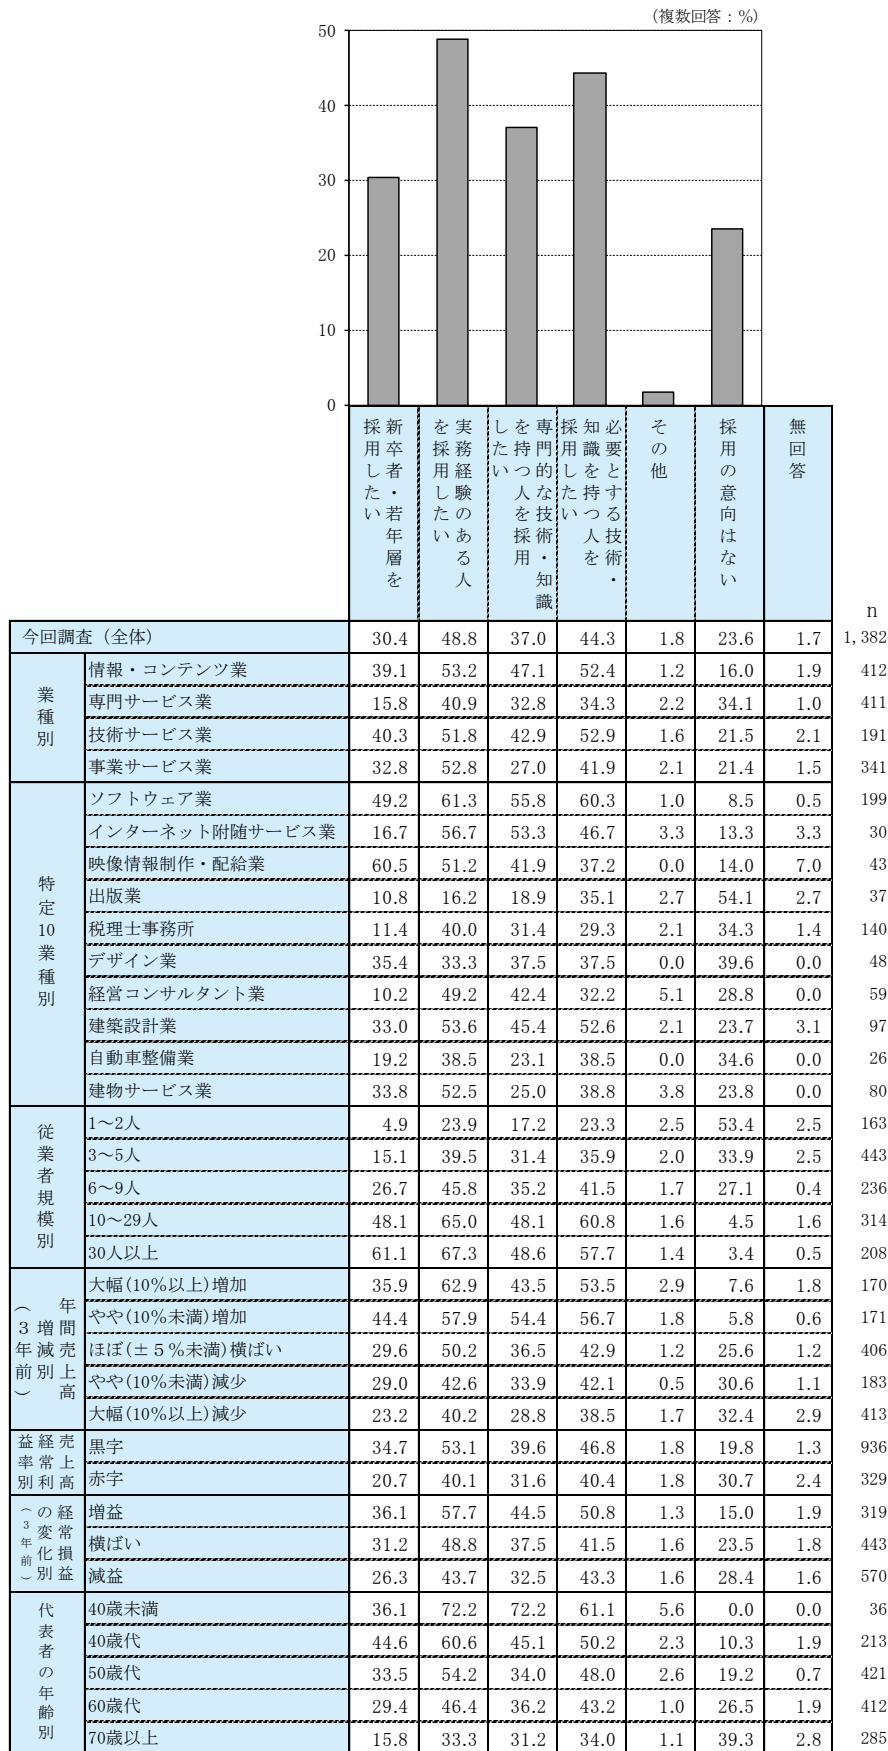 (複数回答：%)
50
40
30
20
10
0
新卒者・若年層を
採用したい
実務経験のある人
を採用したい
専門的な技術・知識
を持つ人を採用
したい
必要とする技術・
知識を持つ人を
採用したい
その他
採用の意向はない
無回答
n
今回調査（全体） 30.4 48.8 37.0 44.3 1.8 23.6 1.7 1,382
業種別
情報・コンテンツ業 39.1 53.2 47.1 52.4 1.2 16.0 1.9 412
専門サービス業 15.8 40.9 32.8 34.3 2.2 34.1 1.0 411
技術サービス業 40.3 51.8 42.9 52.9 1.6 21.5 2.1 191
事業サービス業 32.8 52.8 27.0 41.9 2.1 21.4 1.5 341
特定10業種別
ソフトウェア業 49.2 61.3 55.8 60.3 1.0 8.5 0.5 199
インターネット附随サービス業 16.7 56.7 53.3 46.7 3.3 13.3 3.3 30
映像情報制作・配給業 60.5 51.2 41.9 37.2 0.0 14.0 7.0 43
出版業 10.8 16.2 18.9 35.1 2.7 54.1 2.7 37
税理士事務所 11.4 40.0 31.4 29.3 2.1 34.3 1.4 140
デザイン業 35.4 33.3 37.5 37.5 0.0 39.6 0.0 48
経営コンサルタント業 10.2 49.2 42.4 32.2 5.1 28.8 0.0 59
建築設計業 33.0 53.6 45.4 52.6 2.1 23.7 3.1 97
自動車整備業 19.2 38.5 23.1 38.5 0.0 34.6 0.0 26
建物サービス業 33.8 52.5 25.0 38.8 3.8 23.8 0.0 80
従業者規模別
1～2人 4.9 23.9 17.2 23.3 2.5 53.4 2.5 163
3～5人 15.1 39.5 31.4 35.9 2.0 33.9 2.5 443
6～9人 26.7 45.8 35.2 41.5 1.7 27.1 0.4 236
10～29人 48.1 65.0 48.1 60.8 1.6 4.5 1.6 314
30人以上 61.1 67.3 48.6 57.7 1.4 3.4 0.5 208
年間売上高
増減別
（３年前）
大幅(10%以上)増加 35.9 62.9 43.5 53.5 2.9 7.6 1.8 170
やや(10%未満)増加 44.4 57.9 54.4 56.7 1.8 5.8 0.6 171
ほぼ(±５%未満)横ばい 29.6 50.2 36.5 42.9 1.2 25.6 1.2 406
やや(10%未満)減少 29.0 42.6 33.9 42.1 0.5 30.6 1.1 183
大幅(10%以上)減少 23.2 40.2 28.8 38.5 1.7 32.4 2.9 413
売上高
経常利
益率別
黒字 34.7 53.1 39.6 46.8 1.8 19.8 1.3 936
赤字 20.7 40.1 31.6 40.4 1.8 30.7 2.4 329
経常損益
の変化別
（3年前）
増益 36.1 57.7 44.5 50.8 1.3 15.0 1.9 319
横ばい 31.2 48.8 37.5 41.5 1.6 23.5 1.8 443
減益 26.3 43.7 32.5 43.3 1.6 28.4 1.6 570
代表者の年齢別
40歳未満 36.1 72.2 72.2 61.1 5.6 0.0 0.0 36
40歳代 44.6 60.6 45.1 50.2 2.3 10.3 1.9 213
50歳代 33.5 54.2 34.0 48.0 2.6 19.2 0.7 421
60歳代 29.4 46.4 36.2 43.2 1.0 26.5 1.9 412
70歳以上 15.8 33.3 31.2 34.0 1.1 39.3 2.8 285